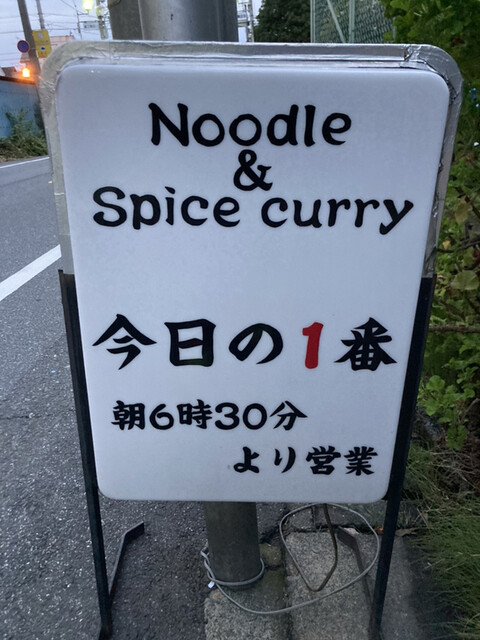 Noodle
&
Spice curry
今日の1番
朝6時30分
より営業